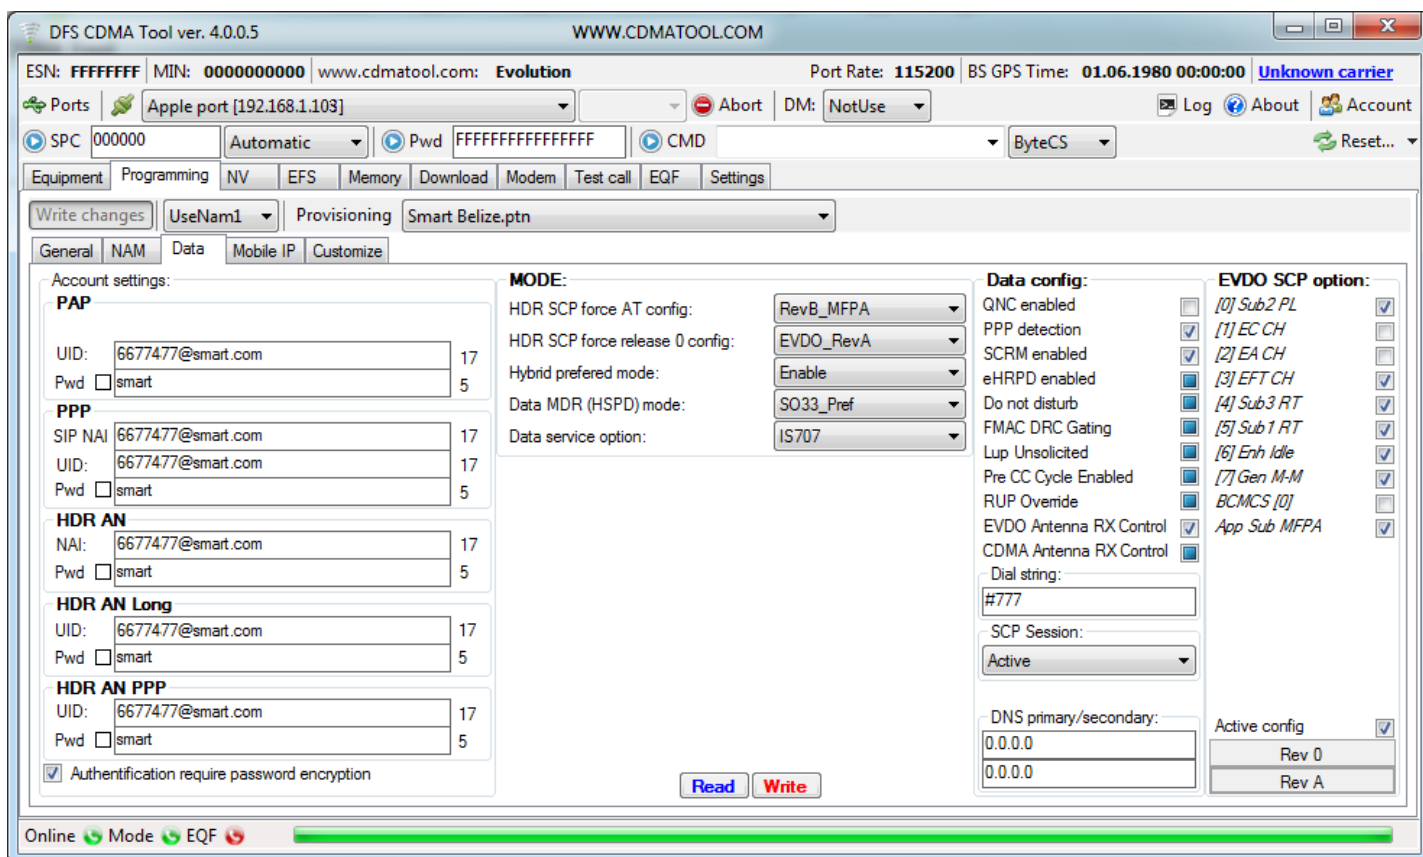 DFS CDMA Tool ver. 4.0.0.5 WWW.CDMATOOL.COM
ESN: FFFFFFFF MIN: 0000000000 www.cdmatool.com: Evolution Port Rate: 115200 BS GPS Time: 01.06.1980 00:00:00 Unknown carrier
Ports Apple port [192.168.1.103] Abort DM: NotUse Log About Account
SPC 000000 Automatic Pwd FFFFFFFFFFFFFFFF CMD ByteCS Reset...
Equipment Programming NV EFS Memory Download Modem Test call EQF Settings
Write changes UseNam1 Provisioning Smart Belize.ptn
General NAM Data Mobile IP Customize
Account settings:
PAP
UID: 6677477@smart.com 17
Pwd smart 5
PPP
SIP NAI 6677477@smart.com 17
UID: 6677477@smart.com 17
Pwd smart 5
HDR AN
NAI: 6677477@smart.com 17
Pwd smart 5
HDR AN Long
UID: 6677477@smart.com 17
Pwd smart 5
HDR AN PPP
UID: 6677477@smart.com 17
Pwd smart 5
Authentification require password encryption
MODE:
HDR SCP force AT config: RevB_MFPA
HDR SCP force release 0 config: EVDO_RevA
Hybrid prefered mode: Enable
Data MDR (HSPD) mode: SO33_Pref
Data service option: IS707
Read Write
Data config:
QNC enabled
PPP detection
SCRM enabled
eHRPD enabled
Do not disturb
FMAC DRC Gating
Lup Unsolicited
Pre CC Cycle Enabled
RUP Override
EVDO Antenna RX Control
CDMA Antenna RX Control
Dial string:
#777
SCP Session:
Active
DNS primary/secondary:
0.0.0.0
0.0.0.0
EVDO SCP option:
[0] Sub2 PL
[1] EC CH
[2] EA CH
[3] EFT CH
[4] Sub3 RT
[5] Sub1 RT
[6] Enh Idle
[7] Gen M-M
BCMCS [0]
App Sub MFPA
Active config
Rev 0
Rev A
Online Mode EQF